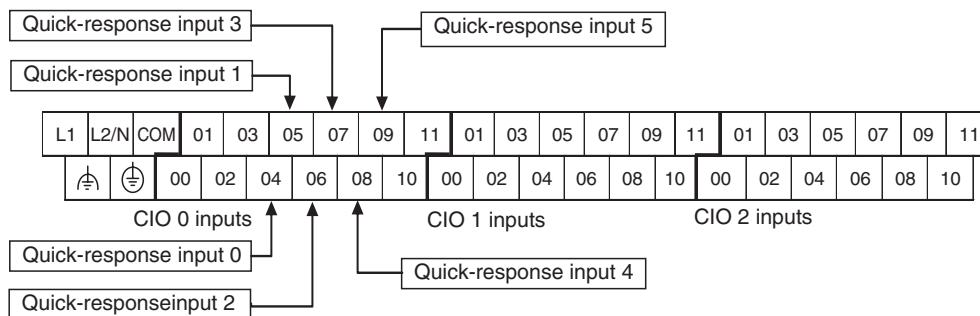 Quick-response input 3
Quick-response input 5
Quick-response input 1
L1 L2/N COM 01 03 05 07 09 11 01 03 05 07 09 11 01 03 05 07 09 11
00 02 04 06 08 10 00 02 04 06 08 10 00 02 04 06 08 10
CIO 0 inputs CIO 1 inputs CIO 2 inputs
Quick-response input 0
Quick-response input 4
Quick-responseinput 2